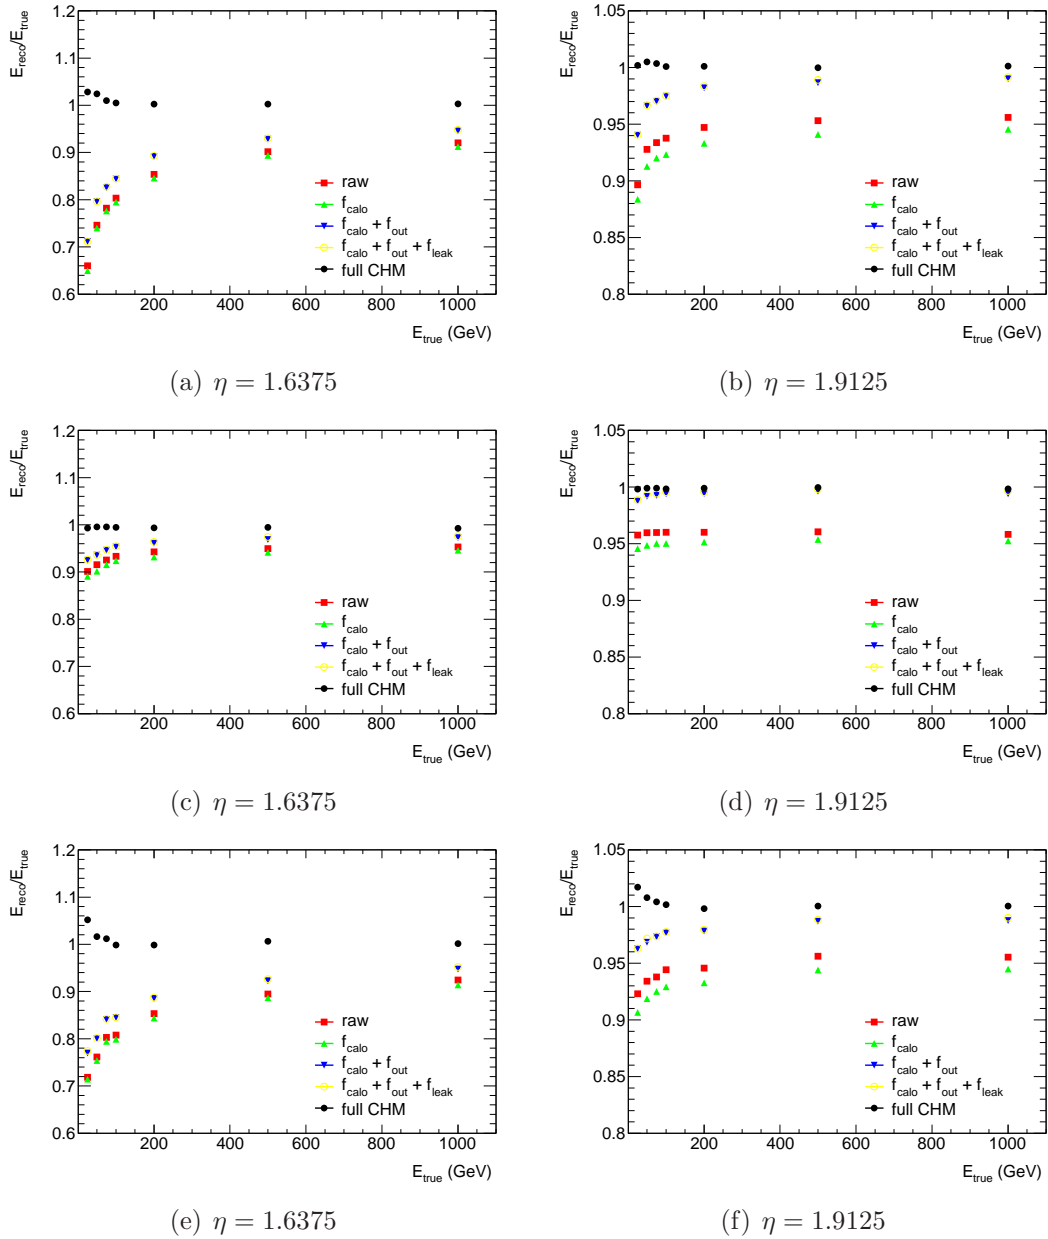 E_reco/E_true
1.2
1.1
1
0.9
0.8
0.7
0.6
200 400 600 800 1000
E_true (GeV)
raw
f_calo
f_calo + f_out
f_calo + f_out + f_leak
full CHM
(a) η = 1.6375
E_reco/E_true
1.05
1
0.95
0.9
0.85
0.8
200 400 600 800 1000
E_true (GeV)
raw
f_calo
f_calo + f_out
f_calo + f_out + f_leak
full CHM
(b) η = 1.9125
E_reco/E_true
1.2
1.1
1
0.9
0.8
0.7
0.6
200 400 600 800 1000
E_true (GeV)
raw
f_calo
f_calo + f_out
f_calo + f_out + f_leak
full CHM
(c) η = 1.6375
E_reco/E_true
1.05
1
0.95
0.9
0.85
0.8
200 400 600 800 1000
E_true (GeV)
raw
f_calo
f_calo + f_out
f_calo + f_out + f_leak
full CHM
(d) η = 1.9125
E_reco/E_true
1.2
1.1
1
0.9
0.8
0.7
0.6
200 400 600 800 1000
E_true (GeV)
raw
f_calo
f_calo + f_out
f_calo + f_out + f_leak
full CHM
(e) η = 1.6375
E_reco/E_true
1.05
1
0.95
0.9
0.85
0.8
200 400 600 800 1000
E_true (GeV)
raw
f_calo
f_calo + f_out
f_calo + f_out + f_leak
full CHM
(f) η = 1.9125